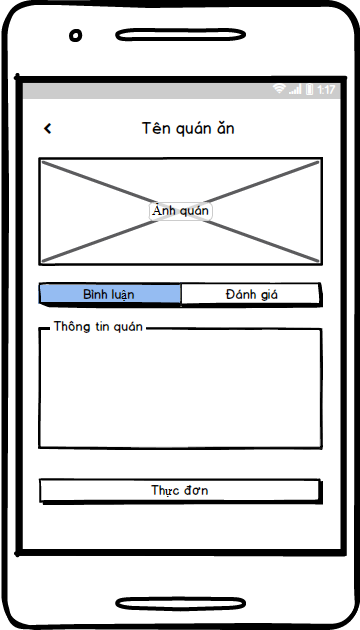 1:17
Tên quán ăn
Ảnh quán
Bình luận
Đánh giá
Thông tin quán
Thực đơn